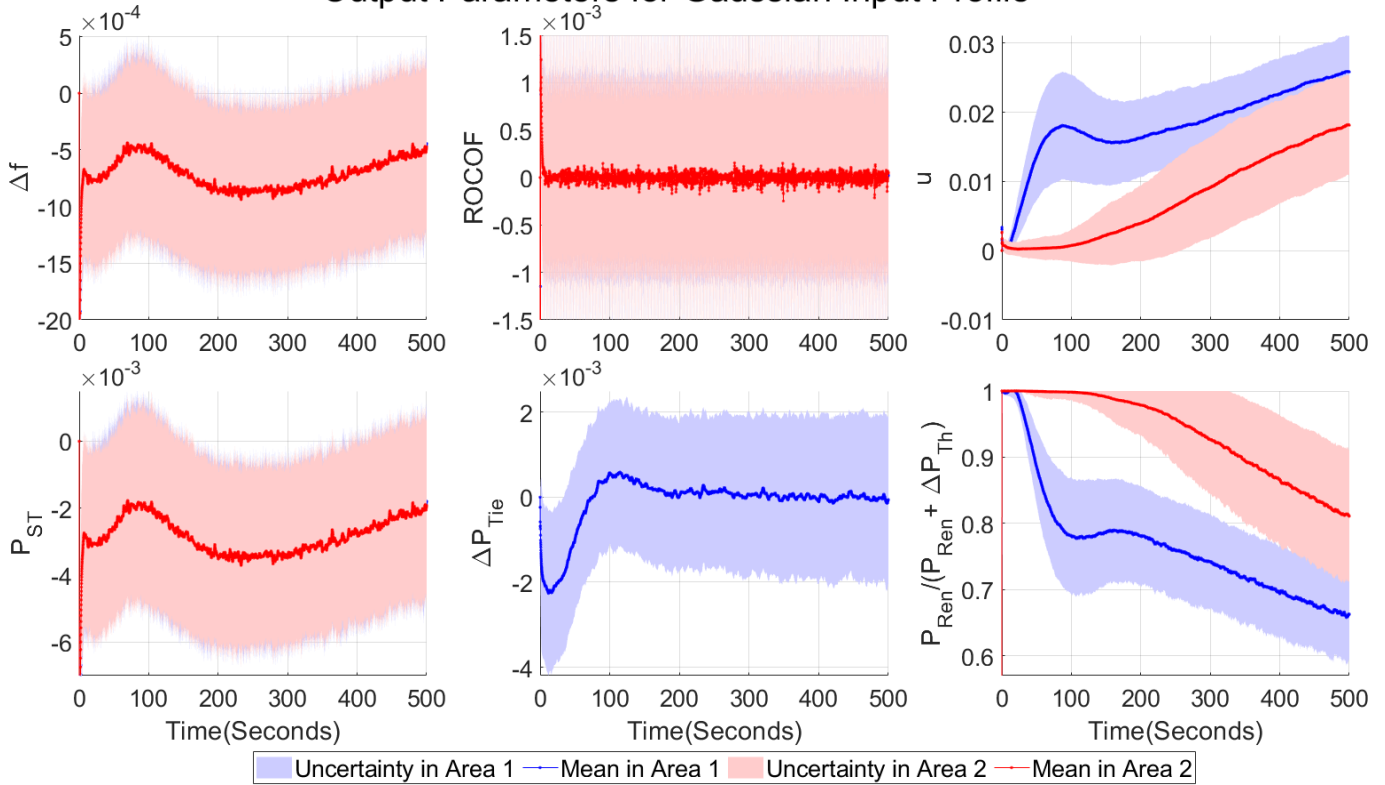 Output Parameters for Gaussian Input Profile
×10⁻⁴
5
0
-5
-10
-15
-20
Δf
0 100 200 300 400 500
×10⁻³
1.5
1
0.5
0
-0.5
-1
-1.5
ROCOF
0 100 200 300 400 500
0.03
0.02
0.01
0
-0.01
u
0 100 200 300 400 500
×10⁻³
0
-2
-4
-6
P_ST
0 100 200 300 400 500
Time(Seconds)
×10⁻³
2
0
-2
-4
ΔP_Tie
0 100 200 300 400 500
Time(Seconds)
1
0.9
0.8
0.7
0.6
P_Ren/(P_Ren + ΔP_Th)
0 100 200 300 400 500
Time(Seconds)
Uncertainty in Area 1 Mean in Area 1 Uncertainty in Area 2 Mean in Area 2